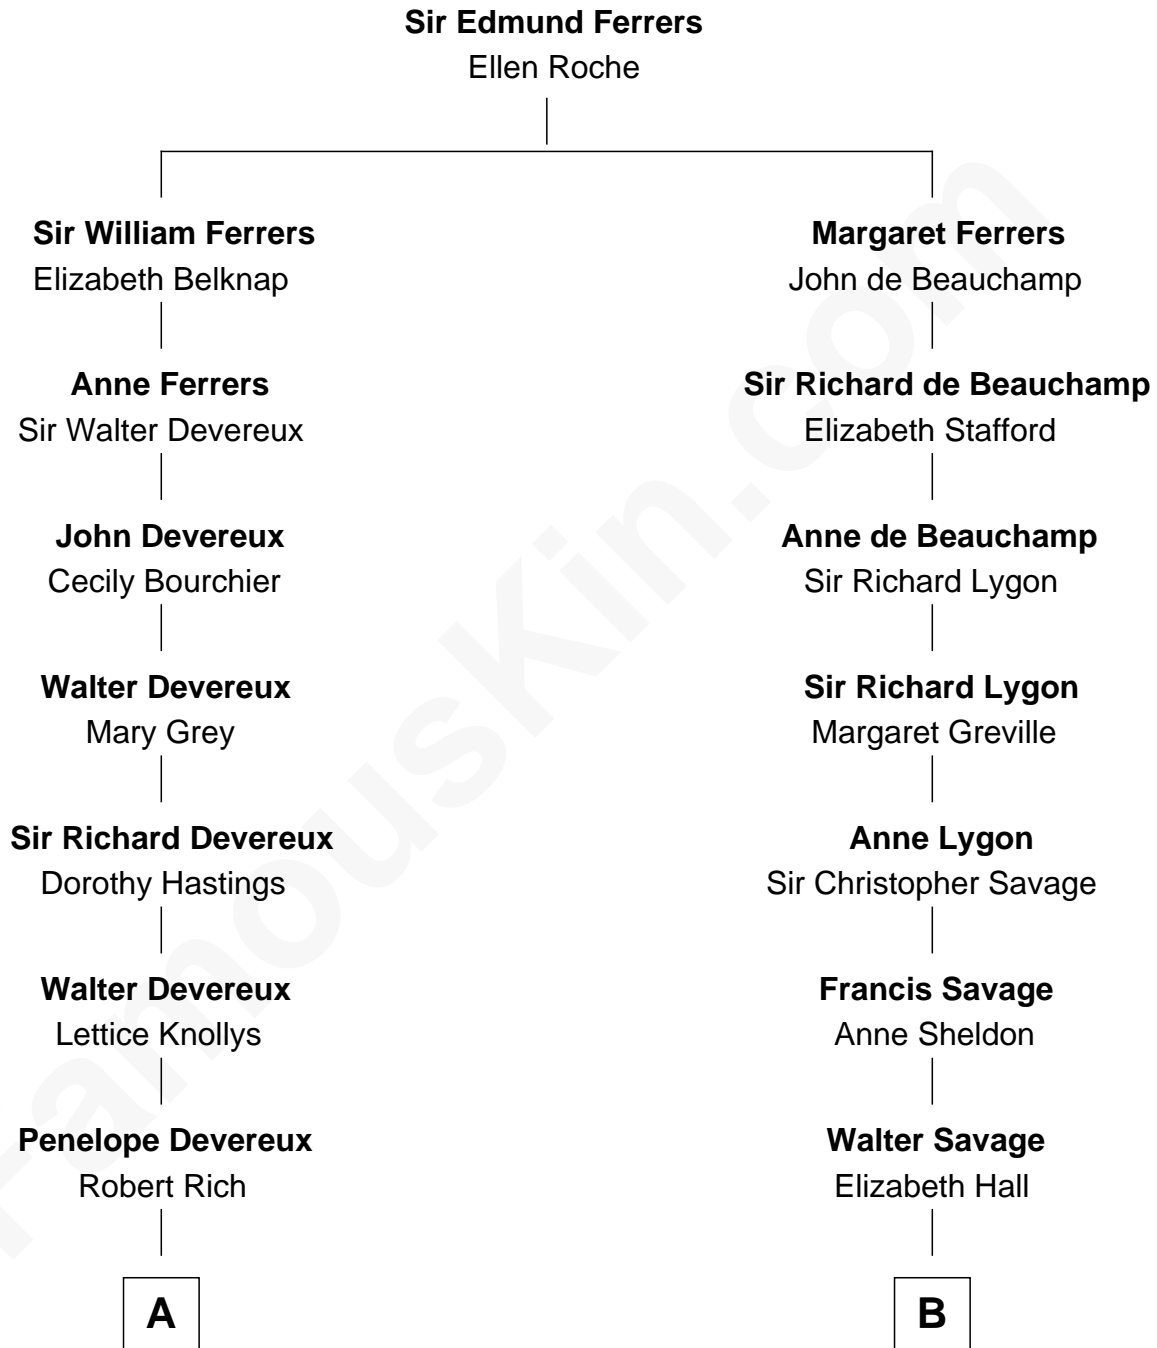 Sir Edmund Ferrers
Ellen Roche
Sir William Ferrers
Elizabeth Belknap
Margaret Ferrers
John de Beauchamp
Anne Ferrers
Sir Walter Devereux
Sir Richard de Beauchamp
Elizabeth Stafford
John Devereux
Cecily Bourchier
Anne de Beauchamp
Sir Richard Lygon
Walter Devereux
Mary Grey
Sir Richard Lygon
Margaret Greville
Sir Richard Devereux
Dorothy Hastings
Anne Lygon
Sir Christopher Savage
Walter Devereux
Lettice Knollys
Francis Savage
Anne Sheldon
Penelope Devereux
Robert Rich
Walter Savage
Elizabeth Hall
A
B
FamousKin.com